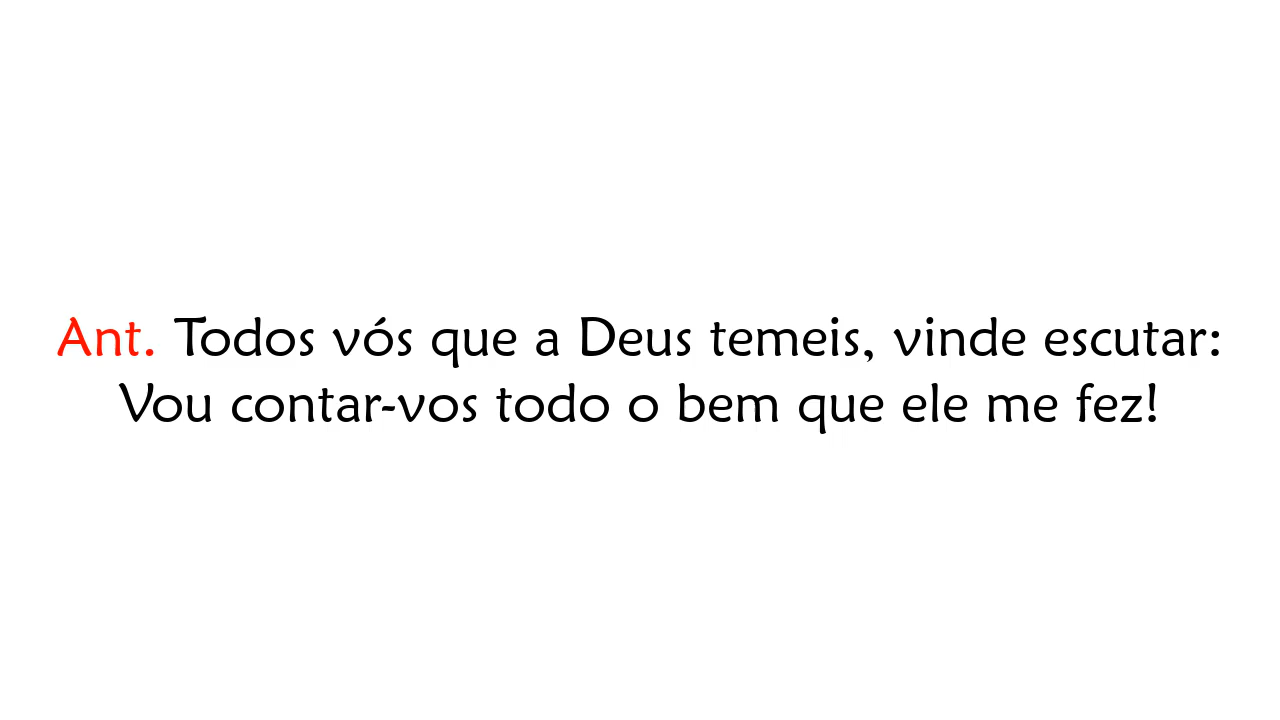 Ant. Todos vós que a Deus temeis, vinde escutar:
Vou contar-vos todo o bem que ele me fez!